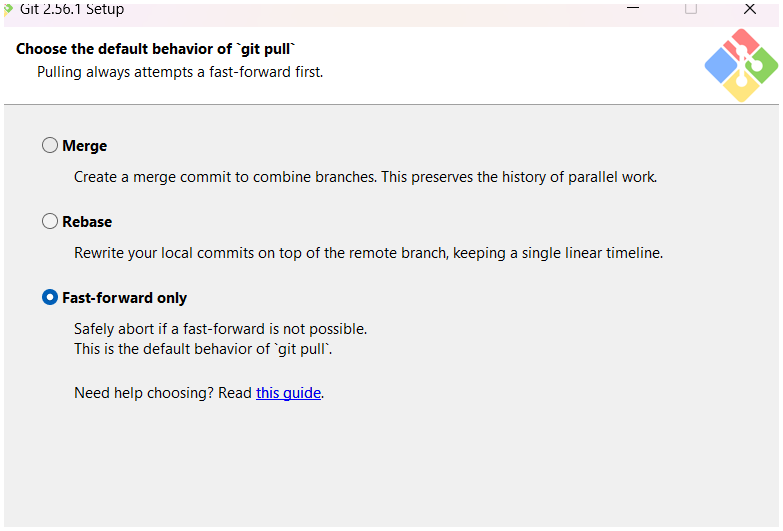 Git 2.56.1 Setup
Choose the default behavior of `git pull`
Pulling always attempts a fast-forward first.
Merge
Create a merge commit to combine branches. This preserves the history of parallel work.
Rebase
Rewrite your local commits on top of the remote branch, keeping a single linear timeline.
Fast-forward only
Safely abort if a fast-forward is not possible.
This is the default behavior of `git pull`.
Need help choosing? Read this guide.